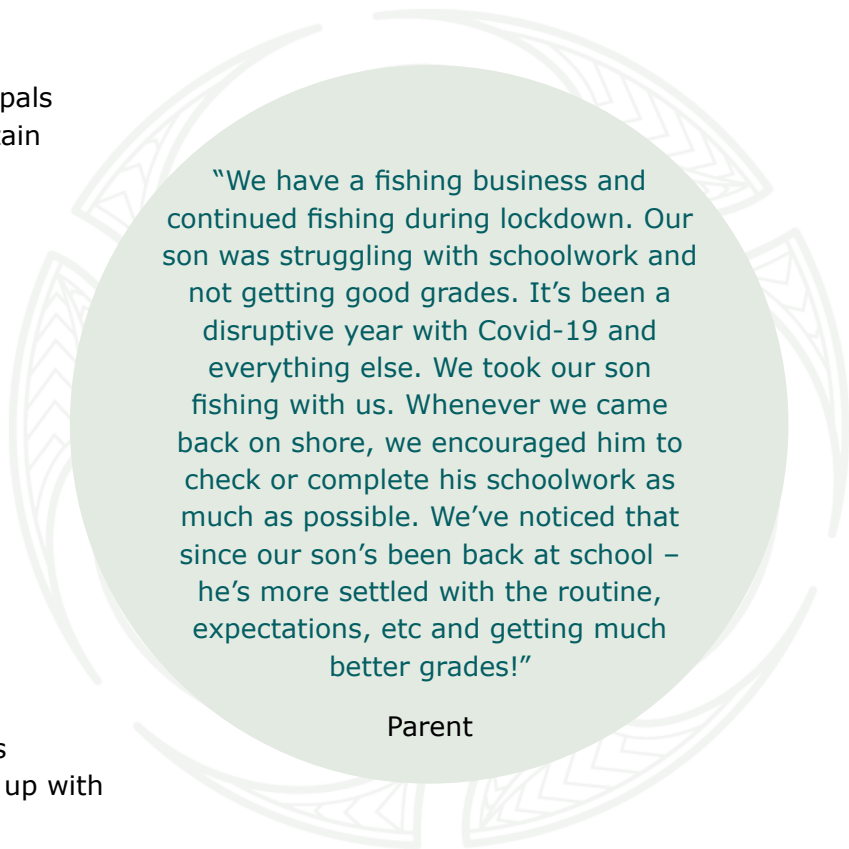 “We have a fishing business and
continued fishing during lockdown. Our
son was struggling with schoolwork and
not getting good grades. It’s been a
disruptive year with Covid-19 and
everything else. We took our son
fishing with us. Whenever we came
back on shore, we encouraged him to
check or complete his schoolwork as
much as possible. We’ve noticed that
since our son’s been back at school –
he’s more settled with the routine,
expectations, etc and getting much
better grades!”
Parent
up with